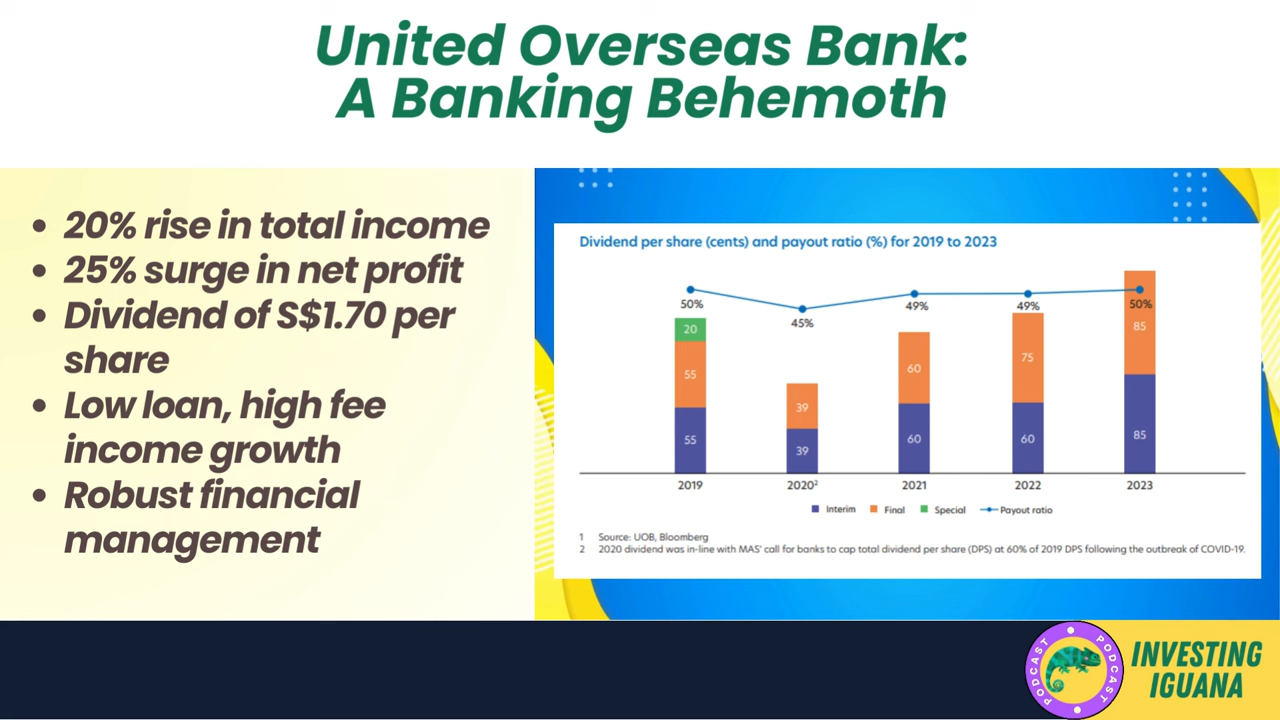 United Overseas Bank:
A Banking Behemoth
• 20% rise in total income
• 25% surge in net profit
• Dividend of S$1.70 per
share
• Low loan, high fee
income growth
• Robust financial
management
Dividend per share (cents) and payout ratio (%) for 2019 to 2023
50%
45%
49%
49%
50%
20
55
55
39
39
60
60
75
60
85
85
2019
2020²
2021
2022
2023
Interim
Final
Special
Payout ratio
1 Source: UOB, Bloomberg
2 2020 dividend was in-line with MAS' call for banks to cap total dividend per share (DPS) at 60% of 2019 DPS following the outbreak of COVID-19.
PODCAST
PODCAST
INVESTING
IGUANA